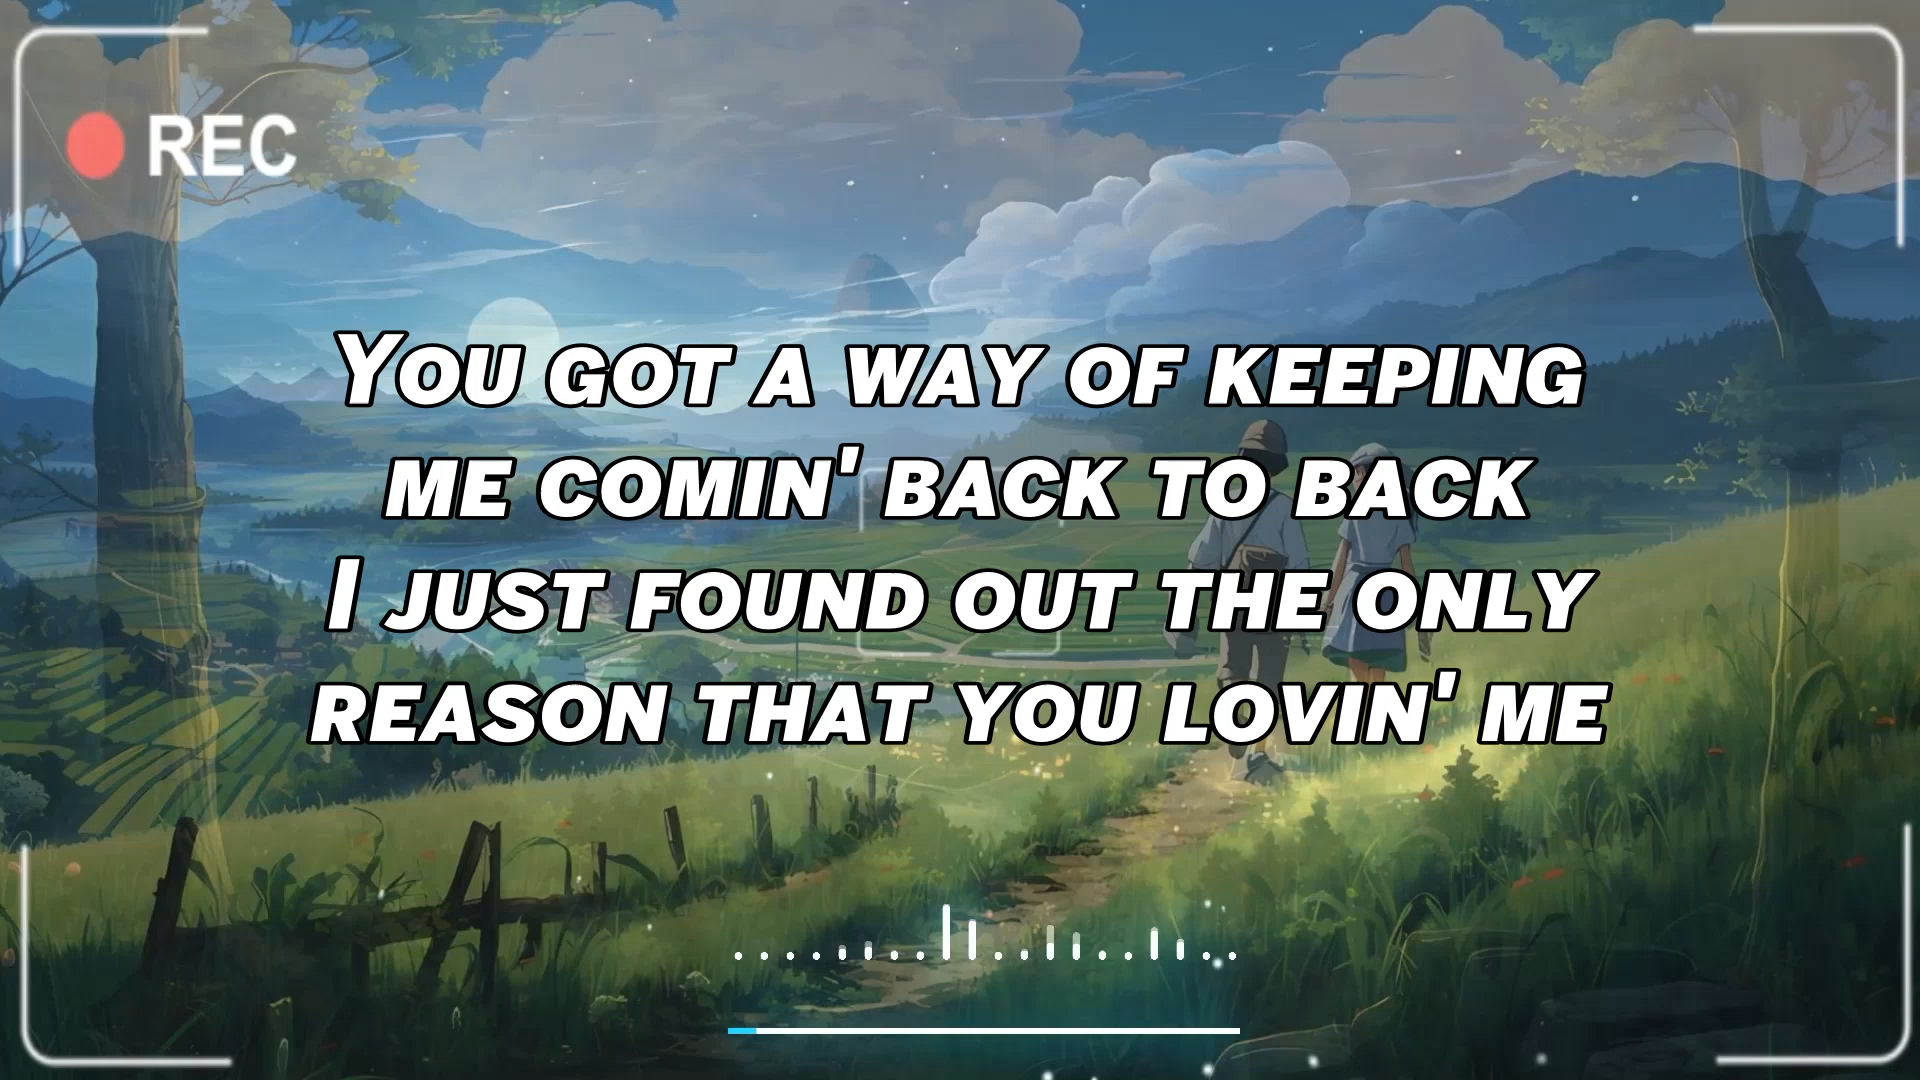 REC
You got a way of keeping
me comin' back to back
I just found out the only
reason that you lovin' me